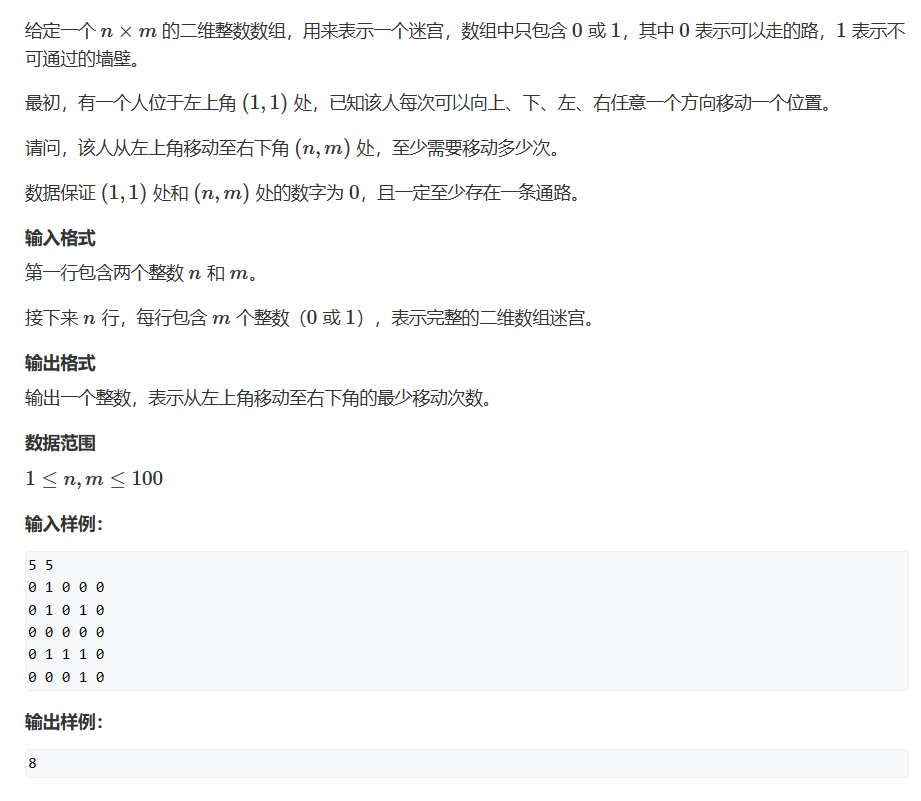 给定一个 n × m 的二维整数数组，用来表示一个迷宫，数组中只包含 0 或 1，其中 0 表示可以走的路，1 表示不
可通过的墙壁。
最初，有一个人位于左上角 (1, 1) 处，已知该人每次可以向上、下、左、右任意一个方向移动一个位置。
请问，该人从左上角移动至右下角 (n, m) 处，至少需要移动多少次。
数据保证 (1, 1) 处和 (n, m) 处的数字为 0，且一定至少存在一条通路。
输入格式
第一行包含两个整数 n 和 m。
接下来 n 行，每行包含 m 个整数（0 或 1），表示完整的二维数组迷宫。
输出格式
输出一个整数，表示从左上角移动至右下角的最少移动次数。
数据范围
1 ≤ n, m ≤ 100
输入样例：
5 5
0 1 0 0 0
0 1 0 1 0
0 0 0 0 0
0 1 1 1 0
0 0 0 1 0
输出样例：
8